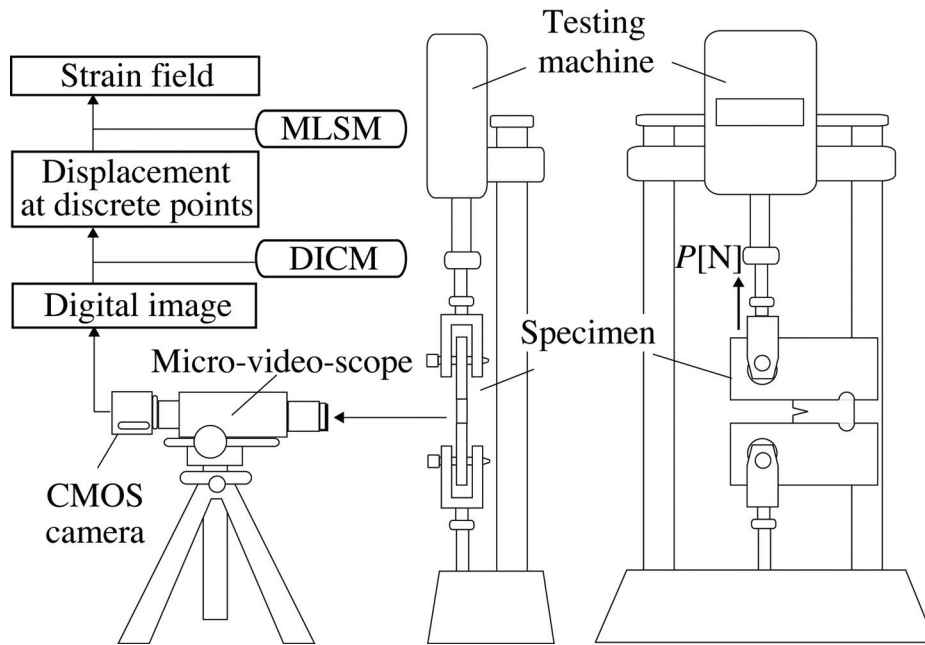 Strain field
MLSM
Displacement
at discrete points
DICM
Digital image
Micro-video-scope
CMOS
camera
Testing
machine
P[N]
Specimen